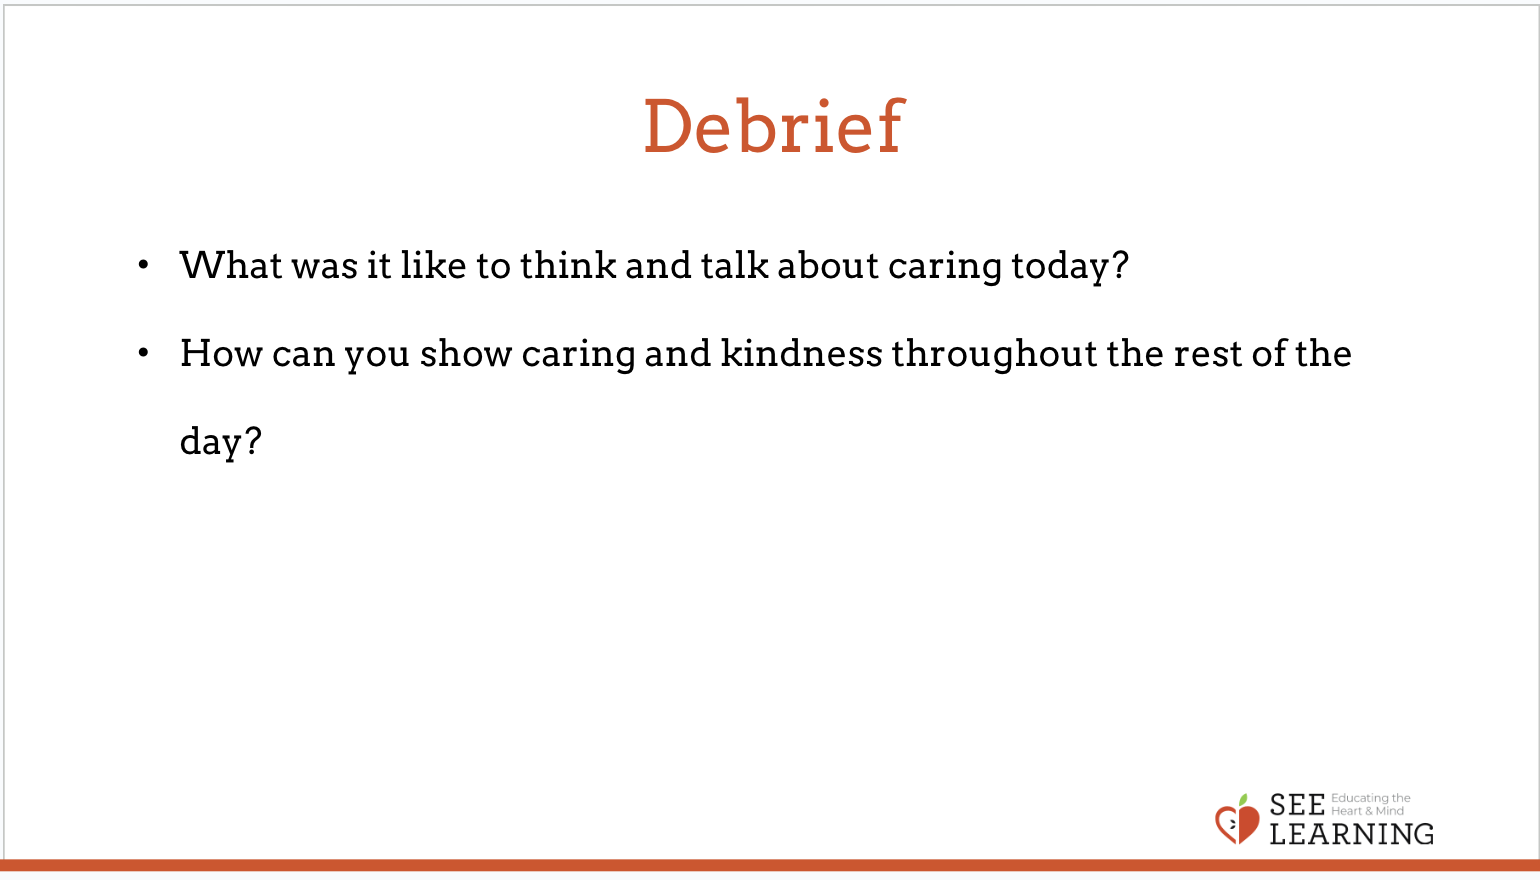 Debrief
• What was it like to think and talk about caring today?
• How can you show caring and kindness throughout the rest of the
day?
SEE Educating the
Heart & Mind
LEARNING